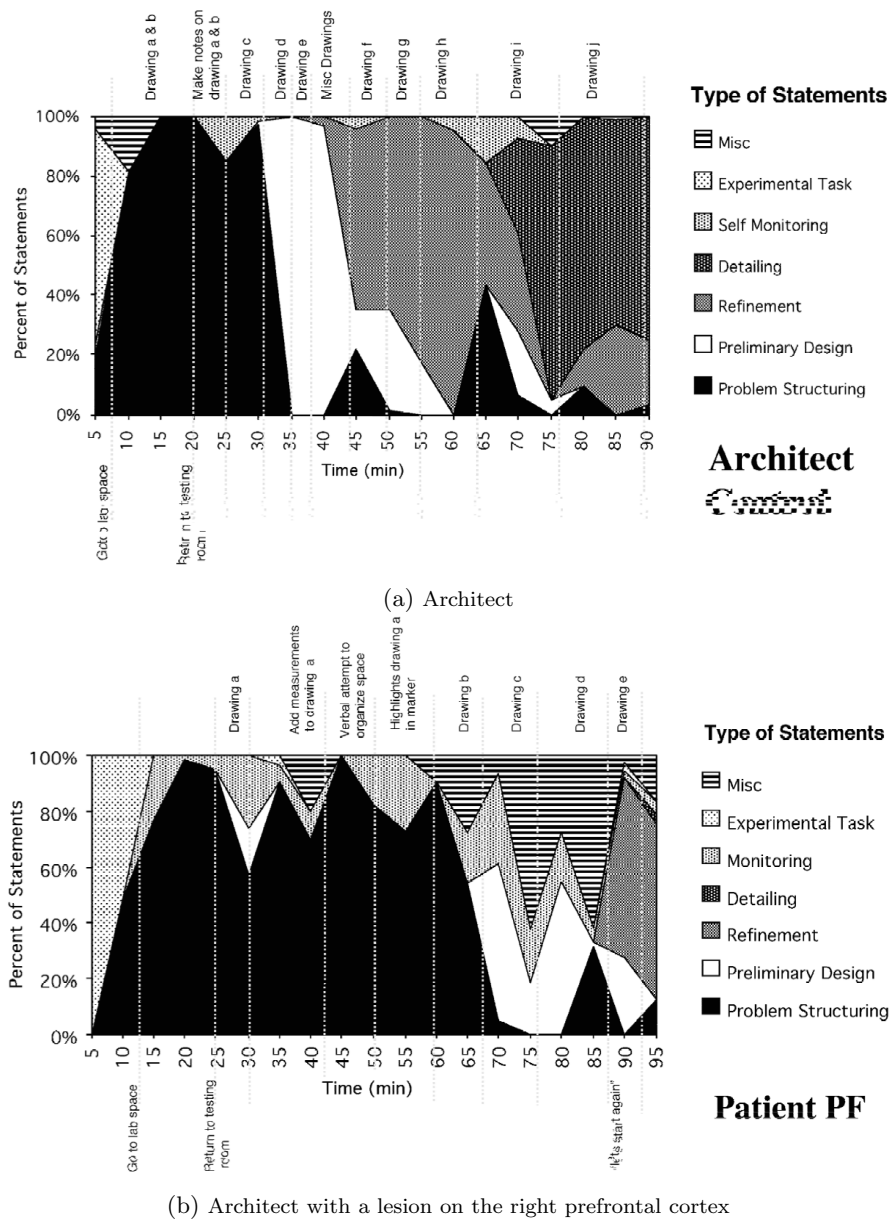 Drawing a & b
Make notes on
drawing a & b
Drawing c
Drawing d
Drawing e
Misc Drawings
Drawing f
Drawing g
Drawing h
Drawing i
Drawing j
Percent of Statements
100%
80%
60%
40%
20%
0%
5 10 15 20 25 30 35 40 45 50 55 60 65 70 75 80 85 90
Time (min)
Go to lab space
Return to testing
room
Type of Statements
Misc
Experimental Task
Self Monitoring
Detailing
Refinement
Preliminary Design
Problem Structuring
Architect
Control
(a) Architect
Drawing a
Add measurements
to drawing a
Verbal attempt to
organize space
Highlights drawing a
in marker
Drawing b
Drawing c
Drawing d
Drawing e
Percent of Statements
100%
80%
60%
40%
20%
0%
5 10 15 20 25 30 35 40 45 50 55 60 65 70 75 80 85 90 95
Time (min)
Go to lab space
Return to testing
room
start again"
Type of Statements
Misc
Experimental Task
Monitoring
Detailing
Refinement
Preliminary Design
Problem Structuring
Patient PF
(b) Architect with a lesion on the right prefrontal cortex